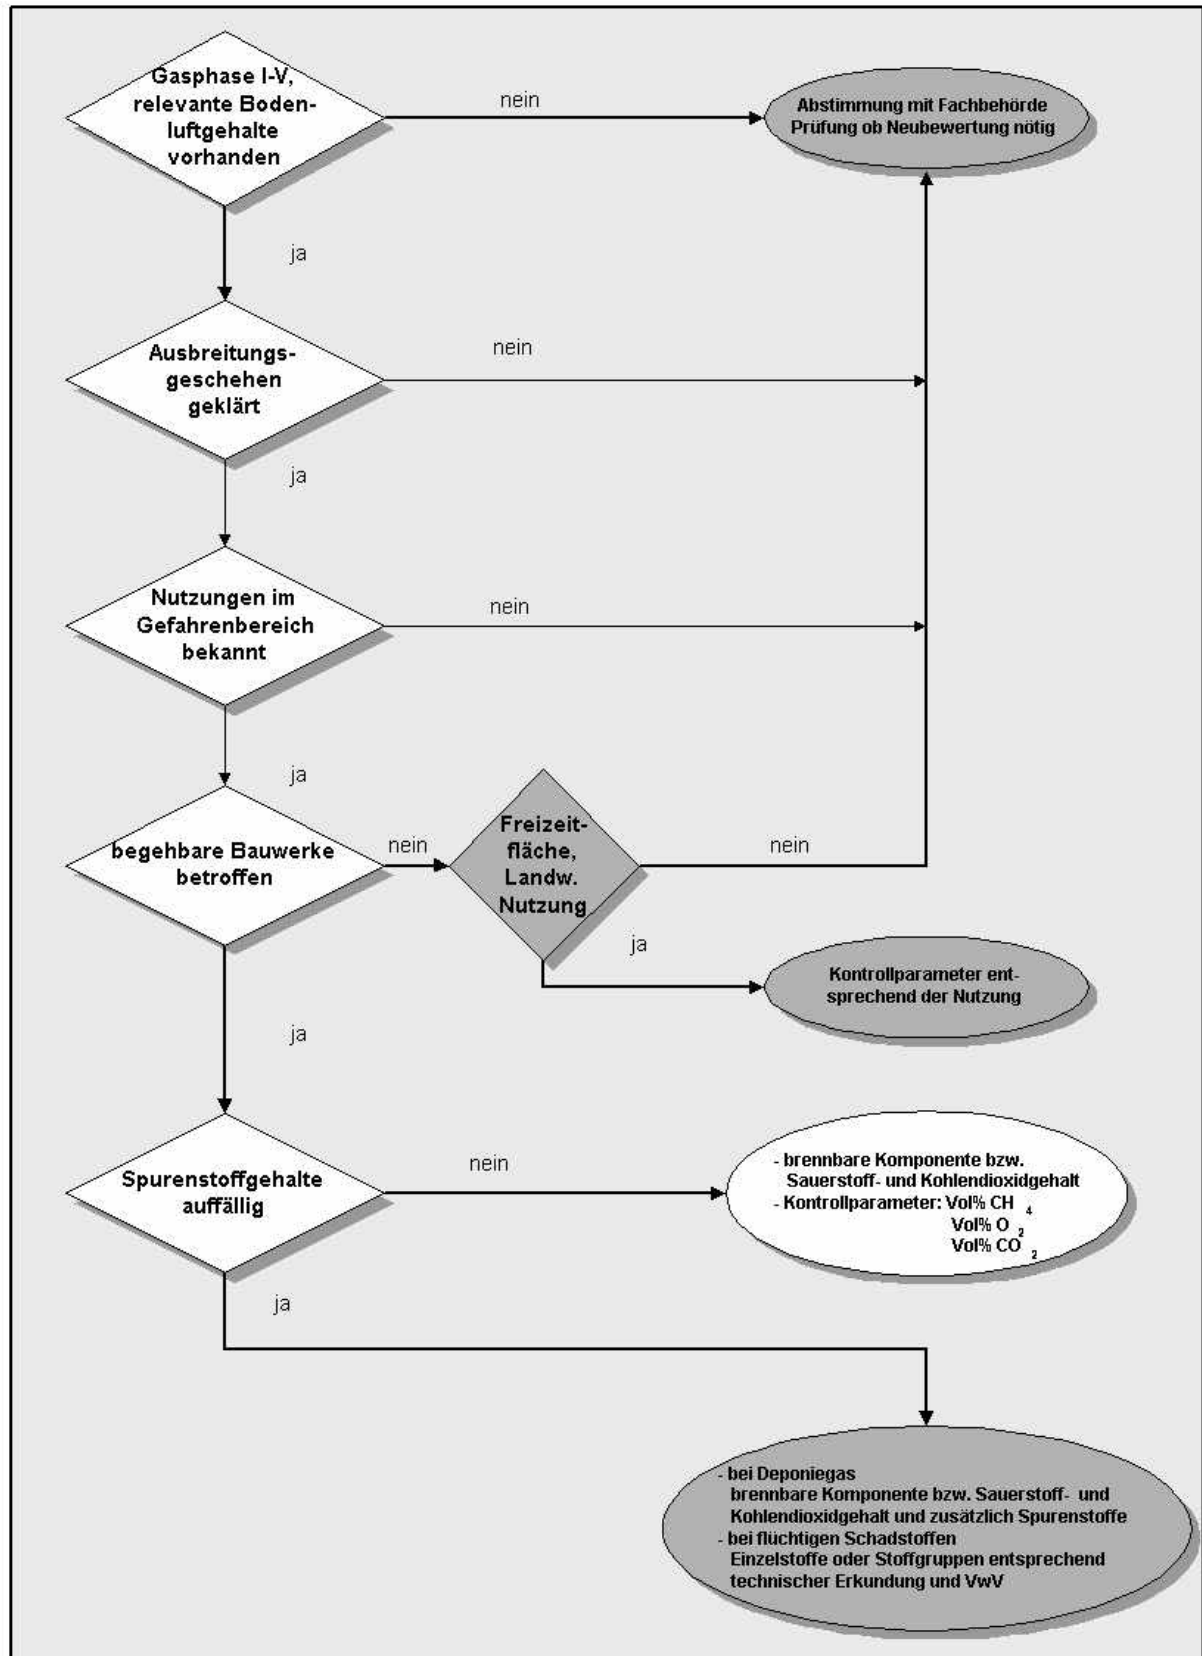 Gasphase I-V,
relevante Boden-
luftgehalte
vorhanden
nein
Abstimmung mit Fachbehörde
Prüfung ob Neubewertung nötig
ja
Ausbreitungs-
geschehen
geklärt
nein
ja
Nutzungen im
Gefahrenbereich
bekannt
nein
ja
begehbare Bauwerke
betroffen
nein
Freizeit-
fläche,
Landw.
Nutzung
nein
ja
Kontrollparameter ent-
sprechend der Nutzung
ja
Spurenstoffgehalte
auffällig
nein
- brennbare Komponente bzw.
Sauerstoff- und Kohlendioxidgehalt
- Kontrollparameter: Vol% CH 4
Vol% O 2
Vol% CO 2
ja
- bei Deponiegas
brennbare Komponente bzw. Sauerstoff- und
Kohlendioxidgehalt und zusätzlich Spurenstoffe
- bei flüchtigen Schadstoffen
Einzelstoffe oder Stoffgruppen entsprechend
technischer Erkundung und VwV